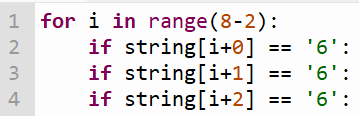 1 for i in range(8-2):
2 if string[i+0] == '6':
3 if string[i+1] == '6':
4 if string[i+2] == '6':